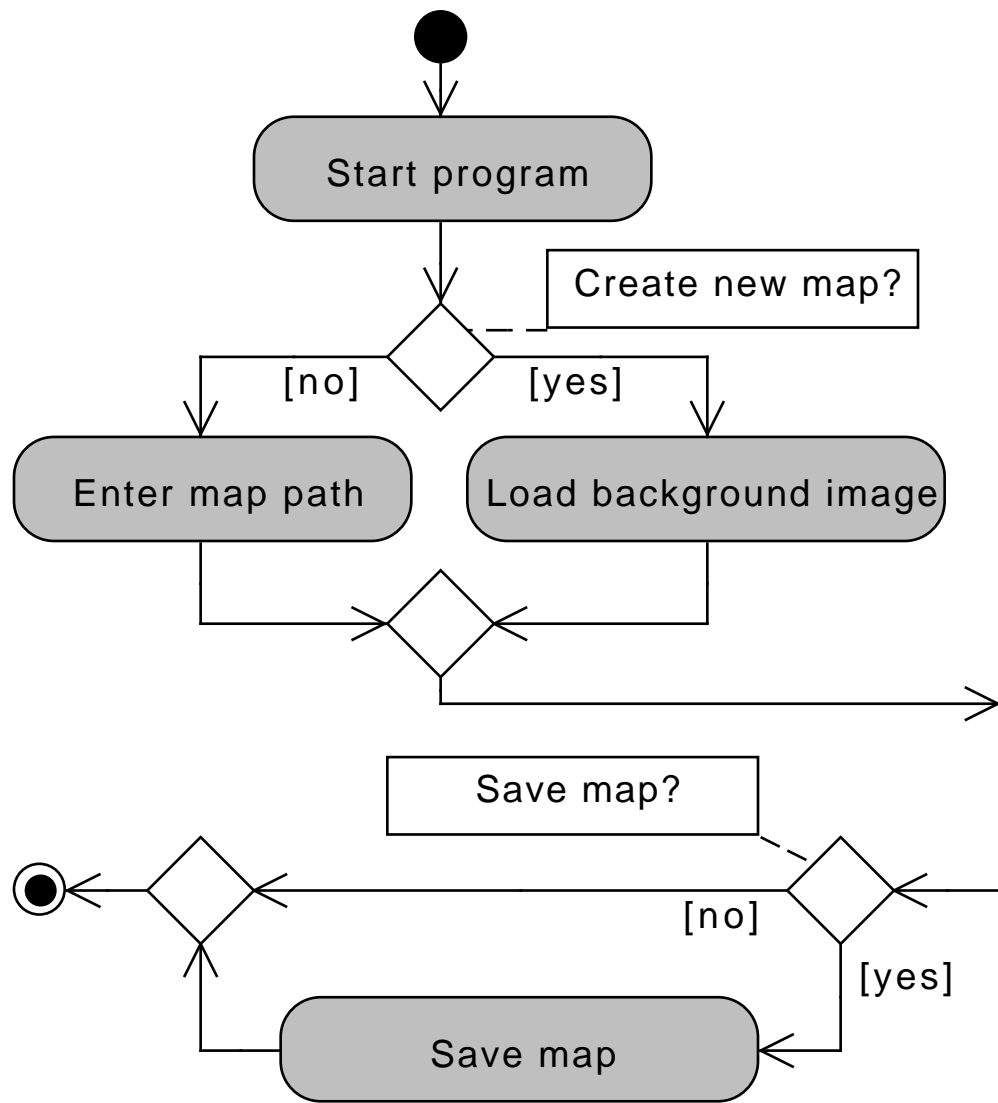 Start program
Create new map?
[no]
[yes]
Enter map path
Load background image
Save map?
[no]
[yes]
Save map